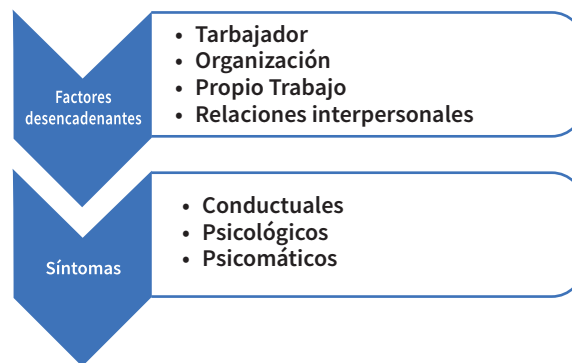 Factores
desencadenantes
• Tarbajador
• Organización
• Propio Trabajo
• Relaciones interpersonales
Síntomas
• Conductuales
• Psicológicos
• Psicomáticos